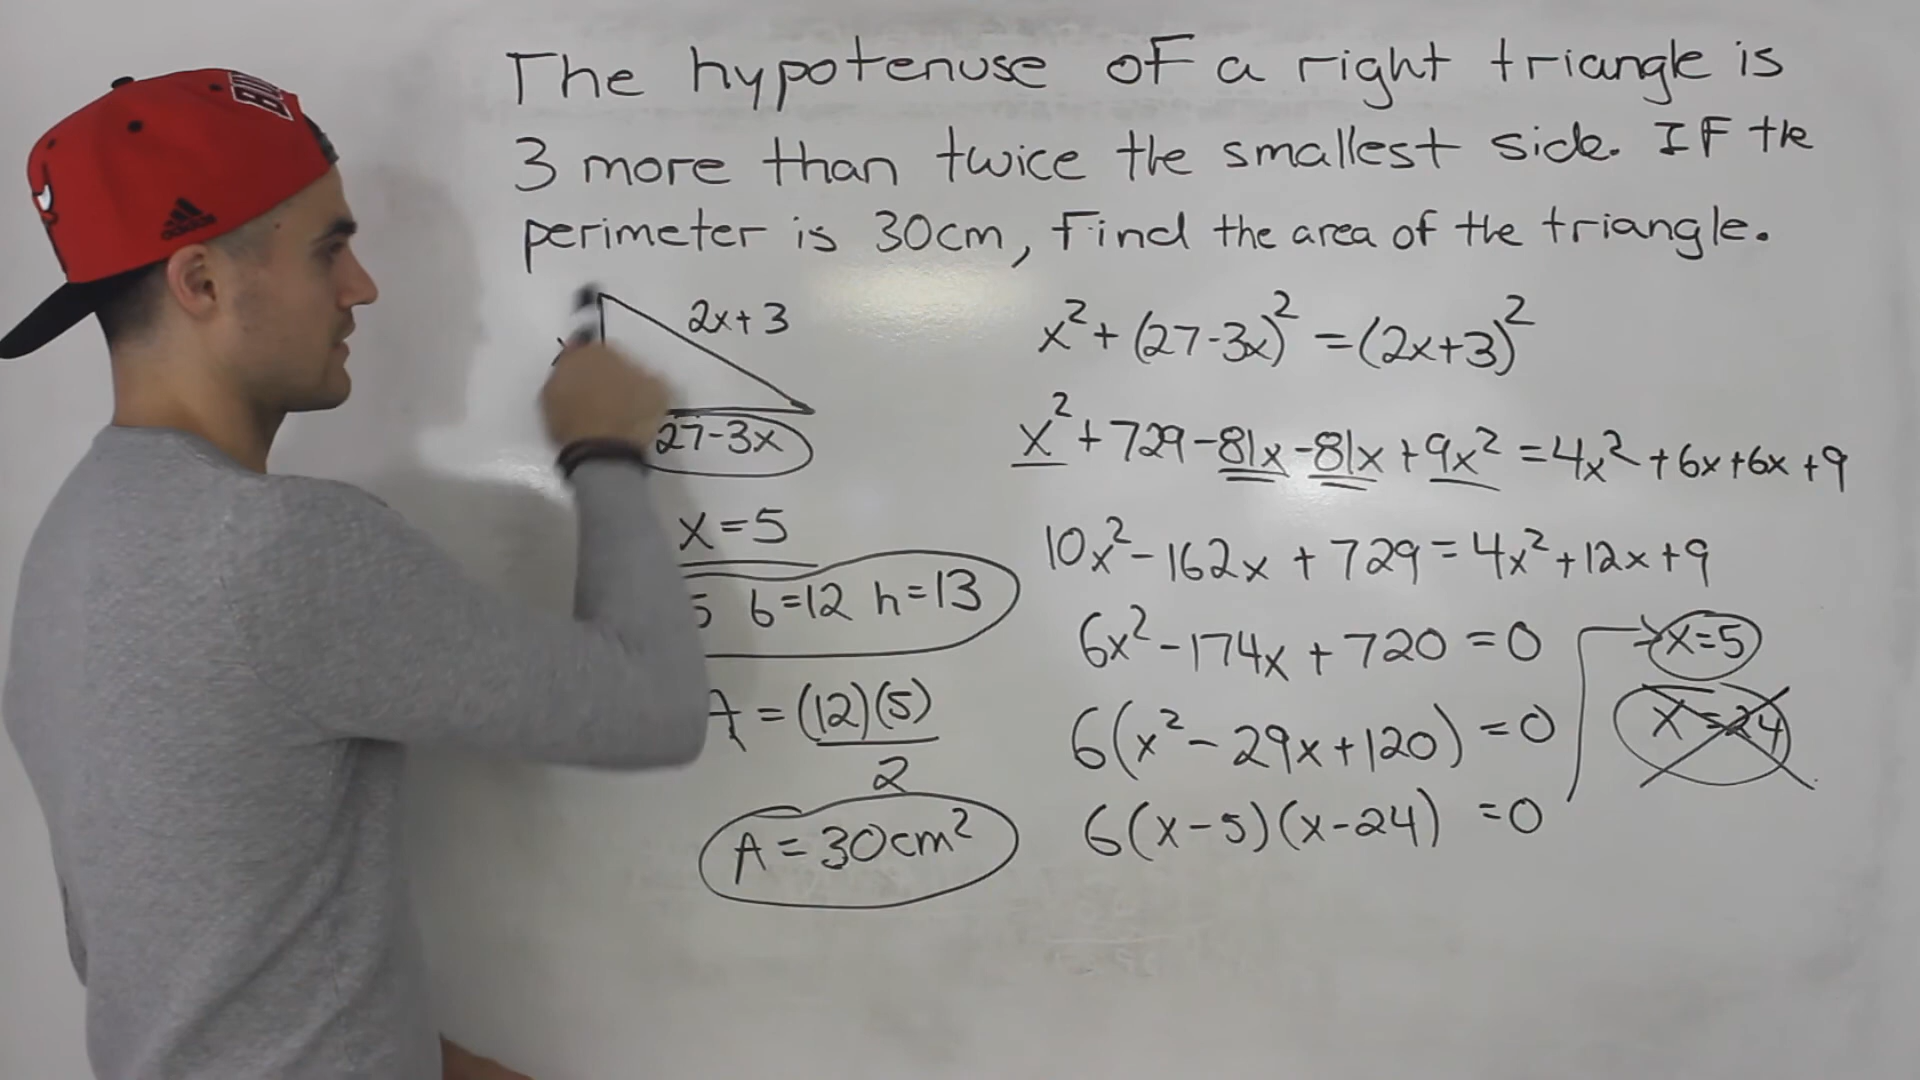 The hypotenuse of a right triangle is
3 more than twice the smallest side. If the
perimeter is 30cm, find the area of the triangle.
2x+3
27-3x
x=5
5 b=12 h=13
A = (12)(5)
2
A = 30cm²
x² + (27-3x)² = (2x+3)²
x² + 729 - 81x - 81x + 9x² = 4x² + 6x + 6x + 9
10x² - 162x + 729 = 4x² + 12x + 9
6x² - 174x + 720 = 0
6(x² - 29x + 120) = 0
6(x-5)(x-24) = 0
x=5
x=24